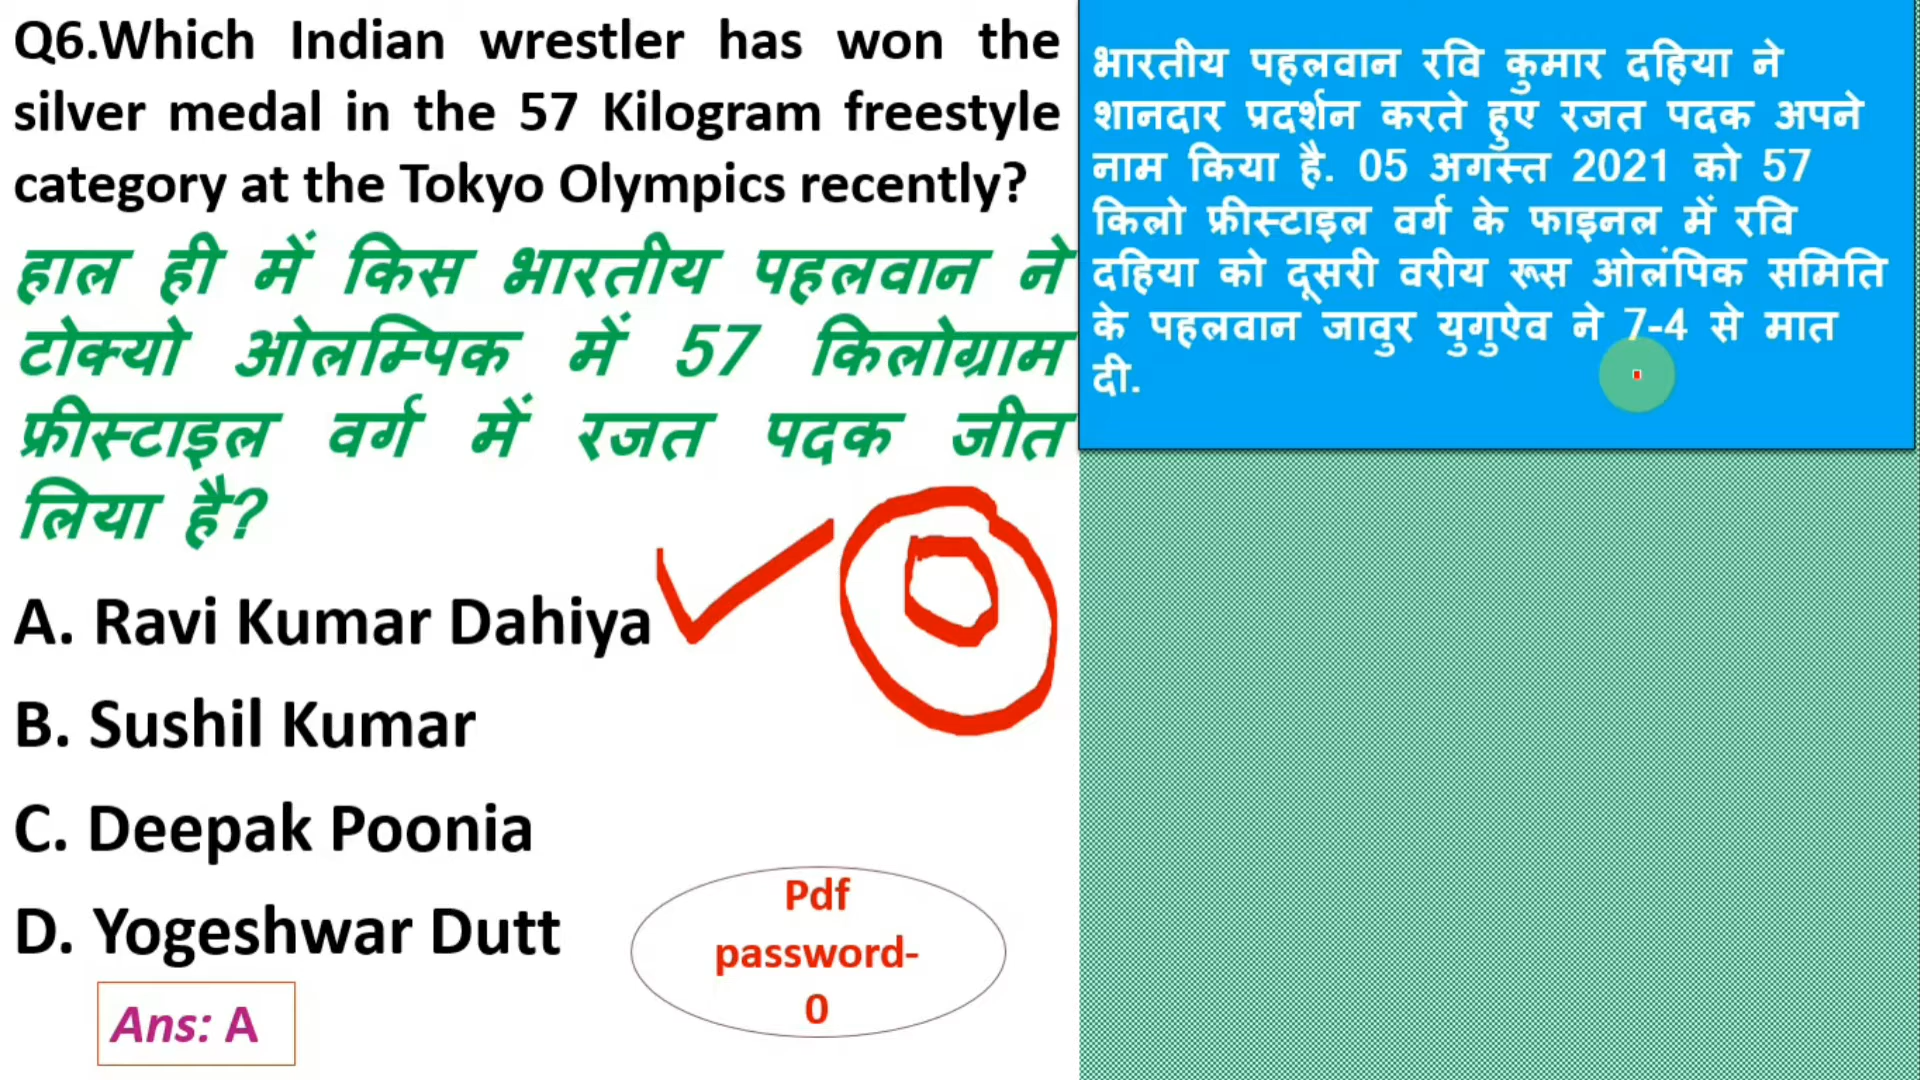 Q6.Which Indian wrestler has won the
silver medal in the 57 Kilogram freestyle
category at the Tokyo Olympics recently?
हाल ही में किस भारतीय पहलवान ने
टोक्यो ओलम्पिक में 57 किलोग्राम
फ्रीस्टाइल वर्ग में रजत पदक जीत
लिया है?
A. Ravi Kumar Dahiya
B. Sushil Kumar
C. Deepak Poonia
D. Yogeshwar Dutt
Ans: A
Pdf
password-
0
भारतीय पहलवान रवि कुमार दहिया ने
शानदार प्रदर्शन करते हुए रजत पदक अपने
नाम किया है. 05 अगस्त 2021 को 57
किलो फ्रीस्टाइल वर्ग के फाइनल में रवि
दहिया को दूसरी वरीय रूस ओलंपिक समिति
के पहलवान जावुर युगुऐव ने 7-4 से मात
दी.